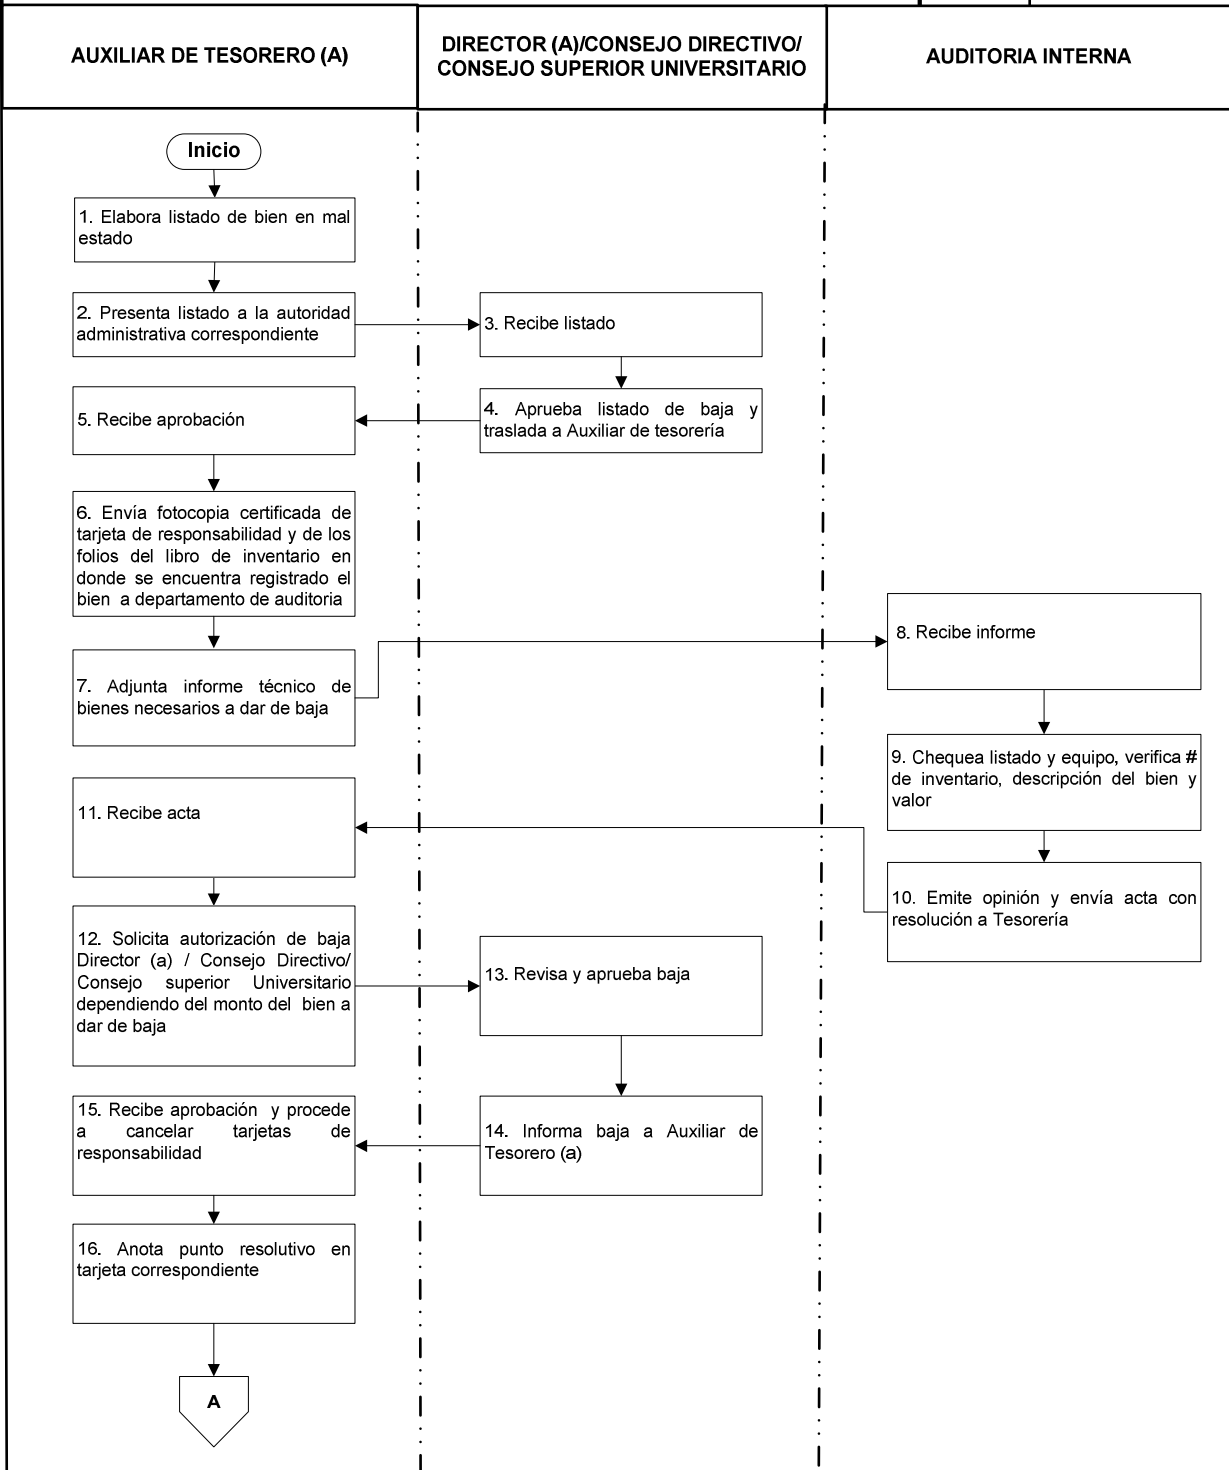 AUXILIAR DE TESORERO (A)
DIRECTOR (A)/CONSEJO DIRECTIVO/
CONSEJO SUPERIOR UNIVERSITARIO
AUDITORIA INTERNA
Inicio
1. Elabora listado de bien en mal
estado
2. Presenta listado a la autoridad
administrativa correspondiente
3. Recibe listado
4. Aprueba listado de baja y
traslada a Auxiliar de tesorería
5. Recibe aprobación
6. Envía fotocopia certificada de
tarjeta de responsabilidad y de los
folios del libro de inventario en
donde se encuentra registrado el
bien a departamento de auditoria
7. Adjunta informe técnico de
bienes necesarios a dar de baja
8. Recibe informe
9. Chequea listado y equipo, verifica #
de inventario, descripción del bien y
valor
10. Emite opinión y envía acta con
resolución a Tesorería
11. Recibe acta
12. Solicita autorización de baja
Director (a) / Consejo Directivo/
Consejo superior Universitario
dependiendo del monto del bien a
dar de baja
13. Revisa y aprueba baja
14. Informa baja a Auxiliar de
Tesorero (a)
15. Recibe aprobación y procede
a cancelar tarjetas de
responsabilidad
16. Anota punto resolutivo en
tarjeta correspondiente
A